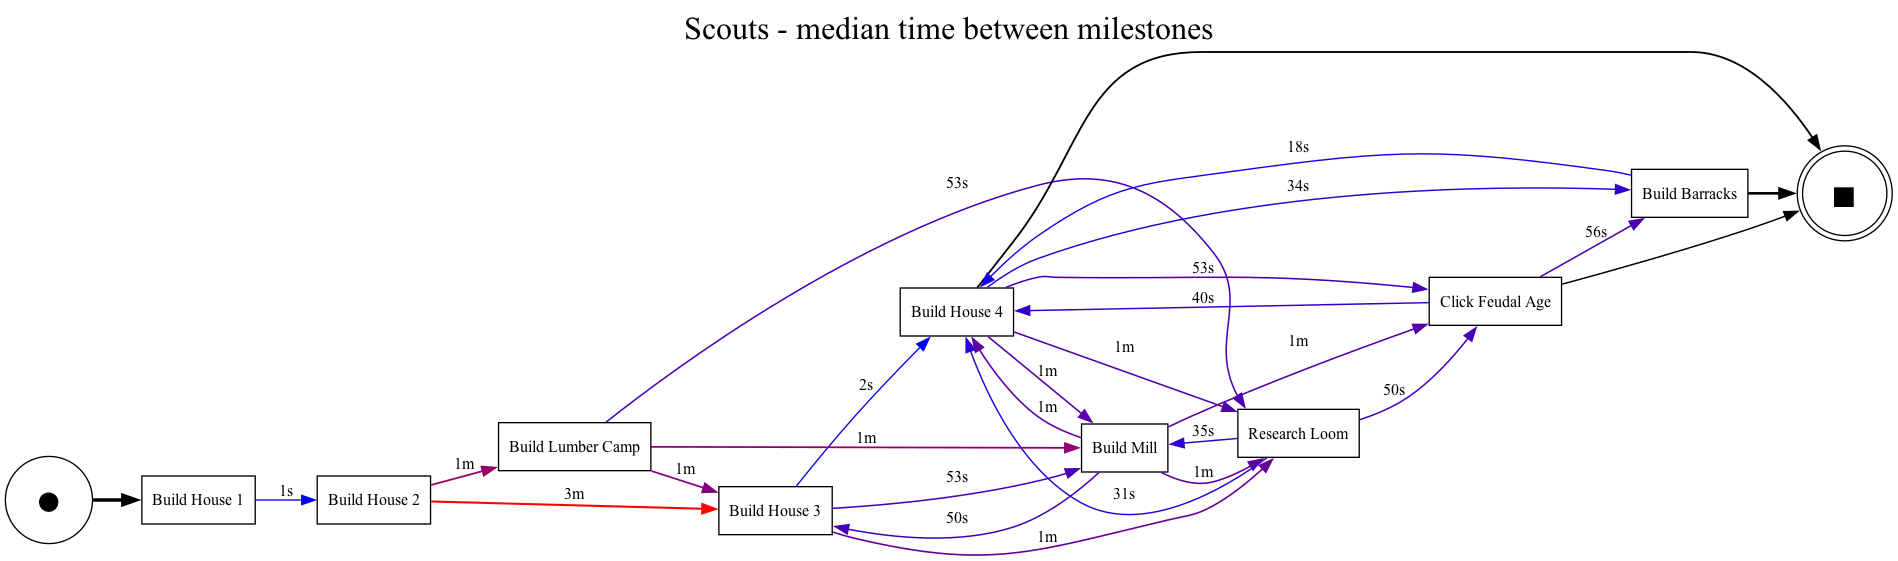 Scouts - median time between milestones
18s
53s
34s
Build Barracks
56s
53s
40s
Click Feudal Age
Build House 4
1m
1m
1m
2s
50s
1m
35s
Research Loom
1m
Build Lumber Camp
1m
Build Mill
1m
1m
53s
1m
3m
31s
1s
Build House 1
Build House 2
Build House 3
50s
1m